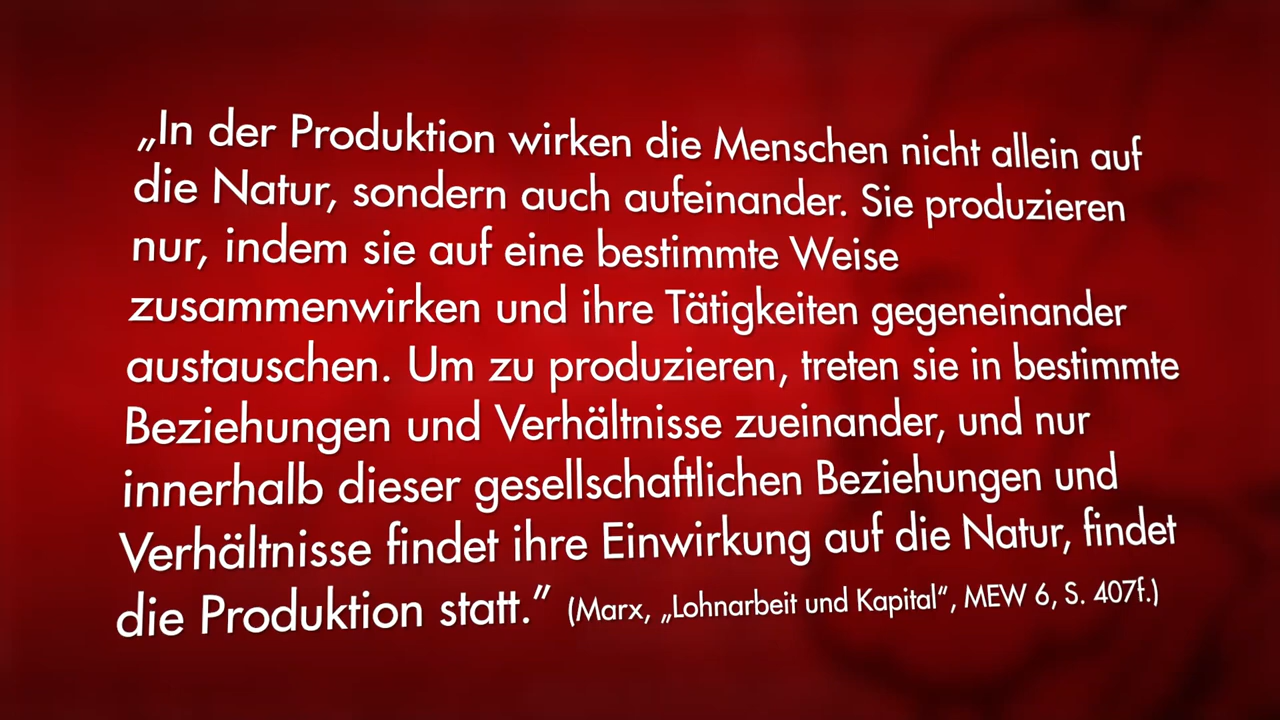 „In der Produktion wirken die Menschen nicht allein auf
die Natur, sondern auch aufeinander. Sie produzieren
nur, indem sie auf eine bestimmte Weise
zusammenwirken und ihre Tätigkeiten gegeneinander
austauschen. Um zu produzieren, treten sie in bestimmte
Beziehungen und Verhältnisse zueinander, und nur
innerhalb dieser gesellschaftlichen Beziehungen und
Verhältnisse findet ihre Einwirkung auf die Natur, findet
die Produktion statt.” (Marx, „Lohnarbeit und Kapital“, MEW 6, S. 407f.)